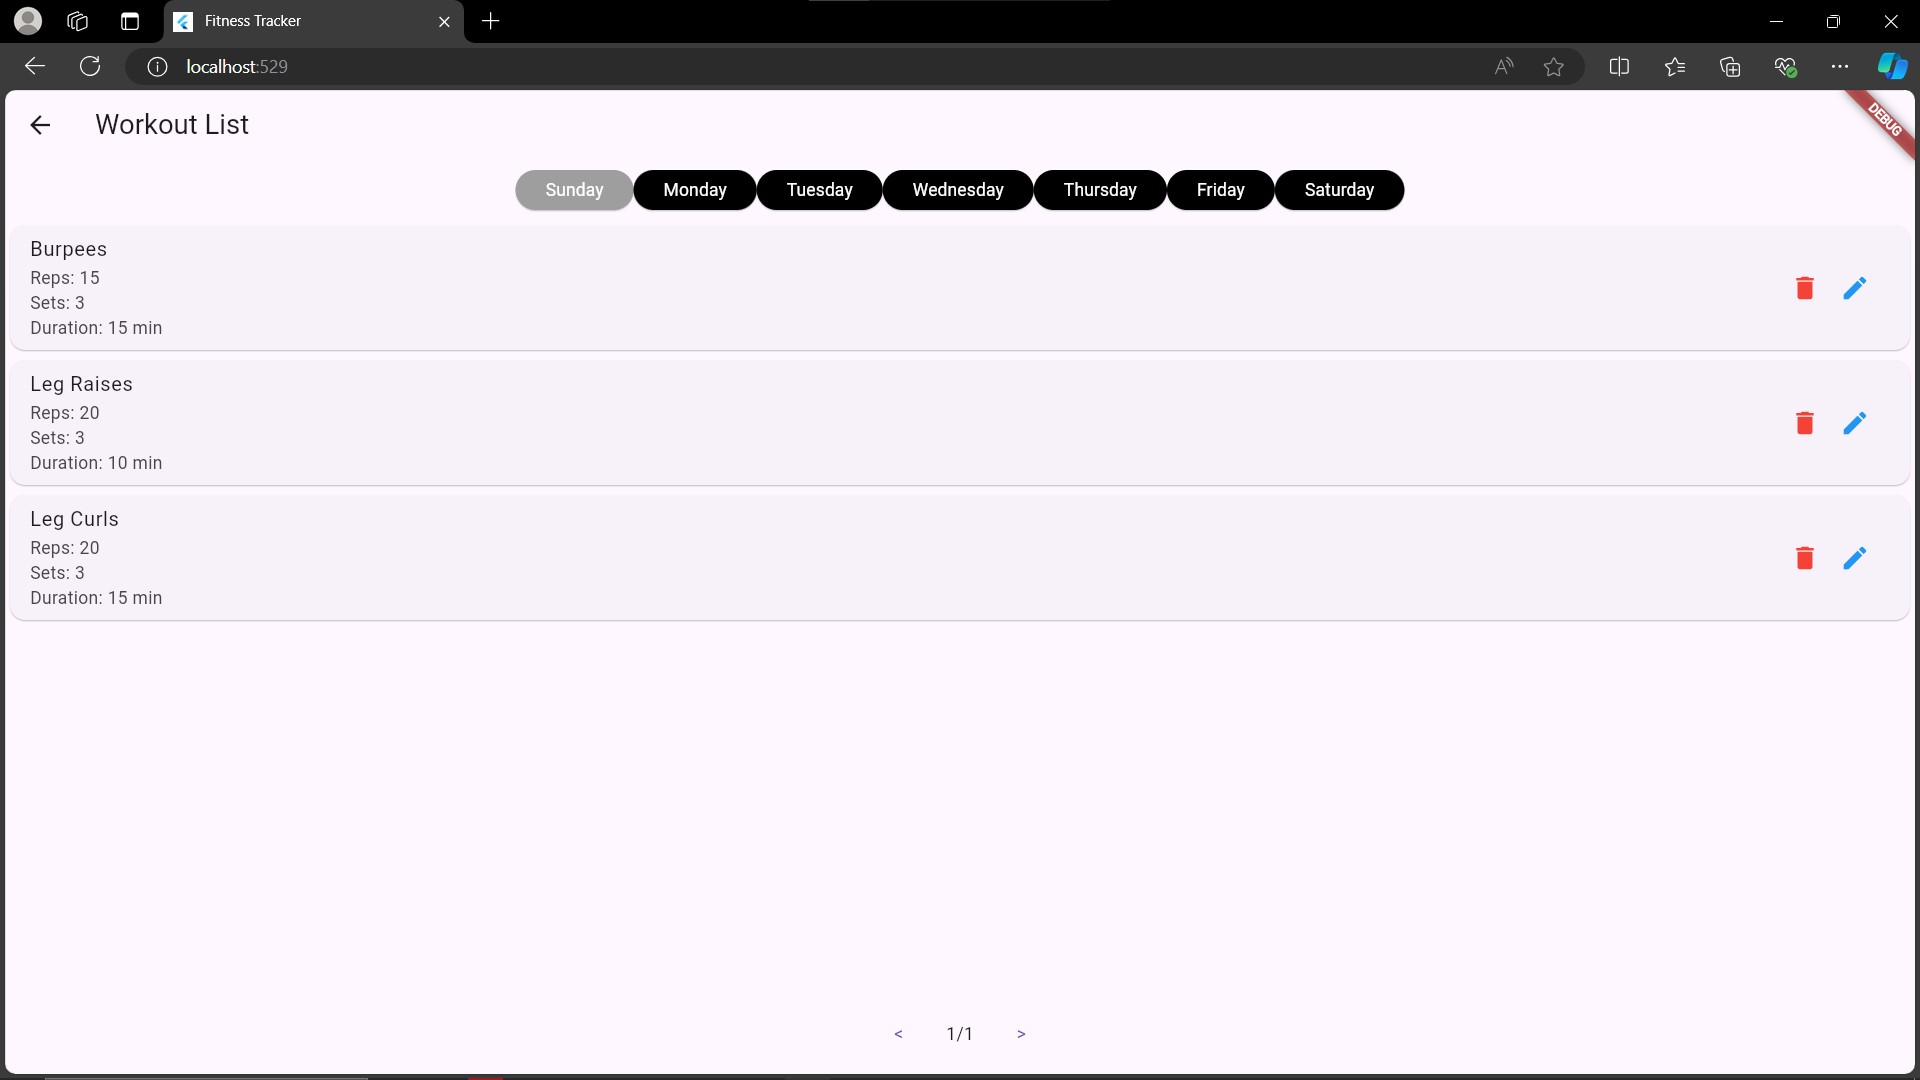 Fitness Tracker
localhost:529
Workout List
DEBUG
Sunday Monday Tuesday Wednesday Thursday Friday Saturday
Burpees
Reps: 15
Sets: 3
Duration: 15 min
Leg Raises
Reps: 20
Sets: 3
Duration: 10 min
Leg Curls
Reps: 20
Sets: 3
Duration: 15 min
< 1/1 >